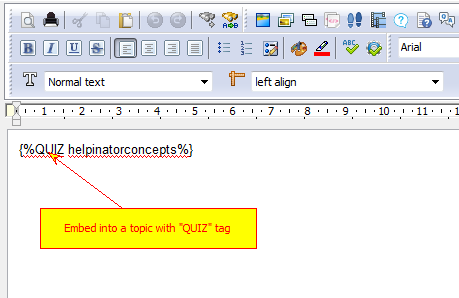 B I U S
ABC
Arial
T Normal text left align
1 2 3 4 5 6 7 8 9 10 11
{%QUIZ helpinatorconcepts%}
Embed into a topic with "QUIZ" tag